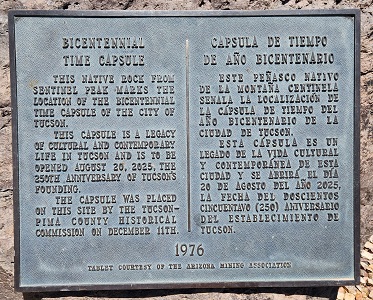 BICENTENNIAL
TIME CAPSULE
THIS NATIVE ROCK FROM
SENTINEL PEAK MARKS THE
LOCATION OF THE BICENTENNIAL
TIME CAPSULE OF THE CITY OF
TUCSON.
THIS CAPSULE IS A LEGACY
OF CULTURAL AND CONTEMPORARY
LIFE IN TUCSON AND IS TO BE
OPENED AUGUST 20, 2025, THE
250TH ANNIVERSARY OF TUCSON'S
FOUNDING.
THE CAPSULE WAS PLACED
ON THIS SITE BY THE TUCSON-
PIMA COUNTY HISTORICAL
COMMISSION ON DECEMBER 11TH.
CAPSULA DE TIEMPO
DE AÑO BICENTENARIO
ESTE PEÑASCO NATIVO
DE LA MONTAÑA CENTINELA
SEÑALA LA LOCALIZACIÓN DE
LA CÁPSULA DE TIEMPO DEL
AÑO BICENTENARIO DE LA
CIUDAD DE TUCSON.
ESTA CÁPSULA ES UN
LEGADO DE LA VIDA CULTURAL
Y CONTEMPORÁNEA DE ESTA
CIUDAD Y SE ABRIRÁ EL DÍA
20 DE AGOSTO DEL AÑO 2025,
LA FECHA DEL DOSCIENTOS
CINCUENTAVO (250) ANIVERSARIO
DEL ESTABLECIMIENTO DE
TUCSON.
1976
TABLET COURTESY OF THE ARIZONA MINING ASSOCIATION